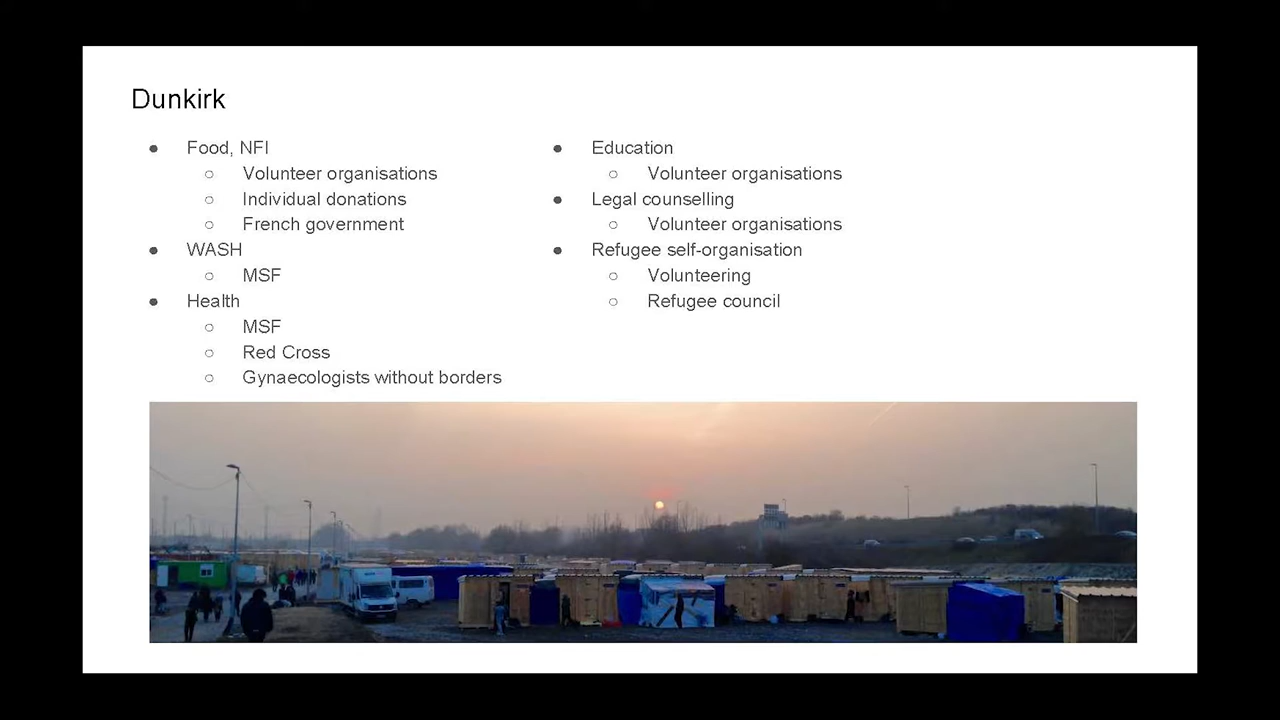 Dunkirk
● Food, NFI
○ Volunteer organisations
○ Individual donations
○ French government
● WASH
○ MSF
● Health
○ MSF
○ Red Cross
○ Gynaecologists without borders
● Education
○ Volunteer organisations
● Legal counselling
○ Volunteer organisations
● Refugee self-organisation
○ Volunteering
○ Refugee council